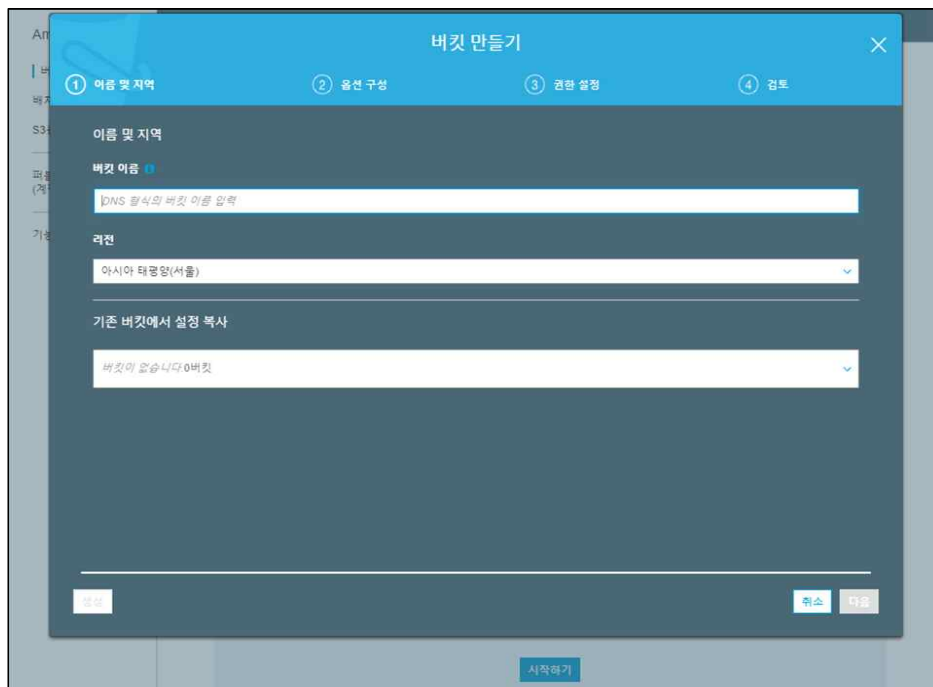 버킷 만들기
1 이름 및 지역
2 옵션 구성
3 권한 설정
4 검토
이름 및 지역
버킷 이름
DNS 형식의 버킷 이름 입력
리전
아시아 태평양(서울)
기존 버킷에서 설정 복사
버킷이 없습니다 0버킷
생성
취소
다음
시작하기